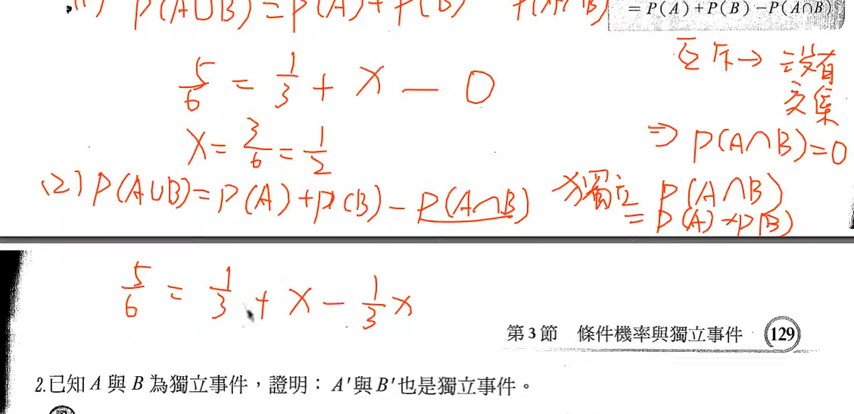 (1) P(A∪B)=P(A)+P(B)-P(A∩B)
=P(A)+P(B)-P(A∩B)
5/6 = 1/3 + x - 0
互斥→沒有
交集
⇒ P(A∩B)=0
x= 3/6 = 1/2
(2) P(A∪B)=P(A)+P(B)-P(A∩B)
獨立 P(A∩B)
=P(A)×P(B)
5/6 = 1/3 + x - 1/3 x
第 3 節 條件機率與獨立事件 129
2.已知 A 與 B 為獨立事件,證明: A'與B'也是獨立事件。